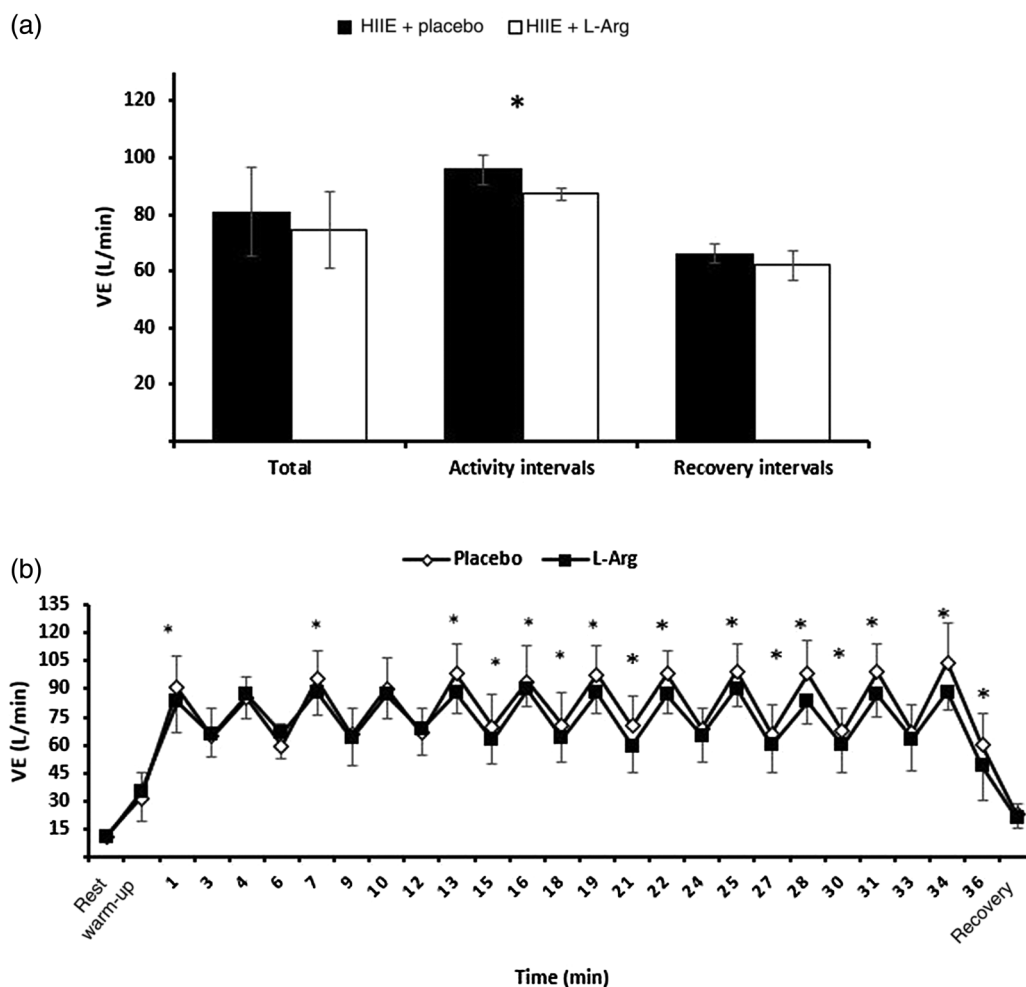 (a)
HIIE + placebo HIIE + L-Arg
*
120
100
80
60
40
20
VE (L/min)
Total Activity intervals Recovery intervals
(b)
Placebo L-Arg
135
120
105
90
75
60
45
30
15
VE (L/min)
* * * * * * * * * * * * * * * * *
Rest warm-up 1 3 4 6 7 9 10 12 13 15 16 18 19 21 22 24 25 27 28 30 31 33 34 36 Recovery
Time (min)